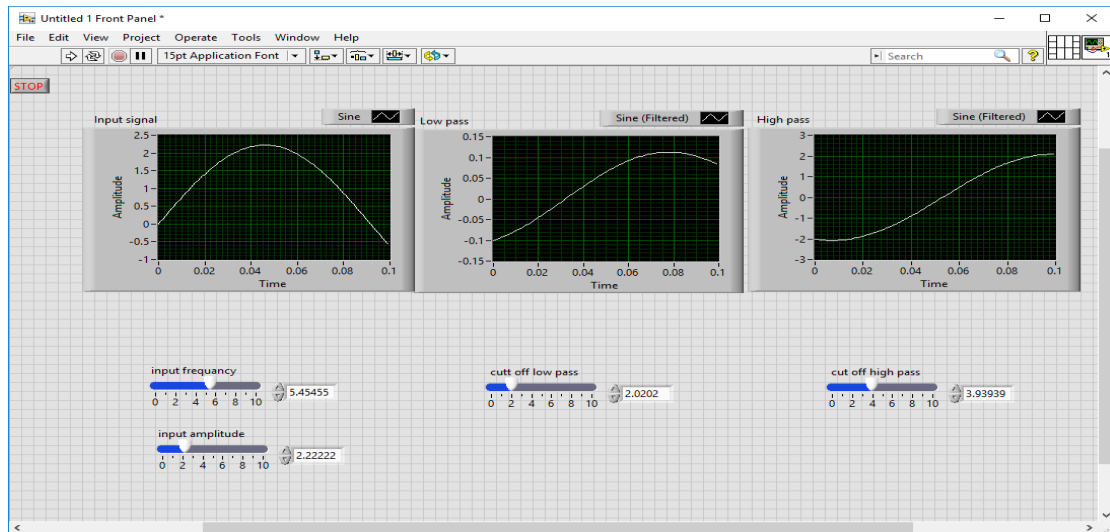 Untitled 1 Front Panel *
File Edit View Project Operate Tools Window Help
15pt Application Font
Search
?
1
STOP
Input signal
Sine
Amplitude
2.5
2
1.5
1
0.5
0
-0.5
-1
0 0.02 0.04 0.06 0.08 0.1
Time
Low pass
Sine (Filtered)
Amplitude
0.15
0.1
0.05
0
-0.05
-0.1
-0.15
0 0.02 0.04 0.06 0.08 0.1
Time
High pass
Sine (Filtered)
Amplitude
3
2
1
0
-1
-2
-3
0 0.02 0.04 0.06 0.08 0.1
Time
input frequancy
0 2 4 6 8 10
5.45455
cutt off low pass
0 2 4 6 8 10
2.0202
cut off high pass
0 2 4 6 8 10
3.93939
input amplitude
0 2 4 6 8 10
2.22222